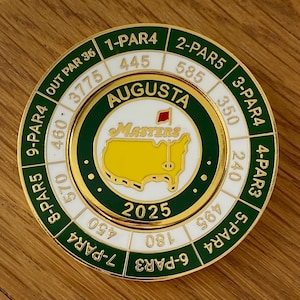 OUT PAR 36
3775
1-PAR4
445
2-PAR5
585
3-PAR4
350
4-PAR3
240
5-PAR4
495
6-PAR3
180
7-PAR4
450
8-PAR5
570
9-PAR4
460
AUGUSTA
Masters
2025